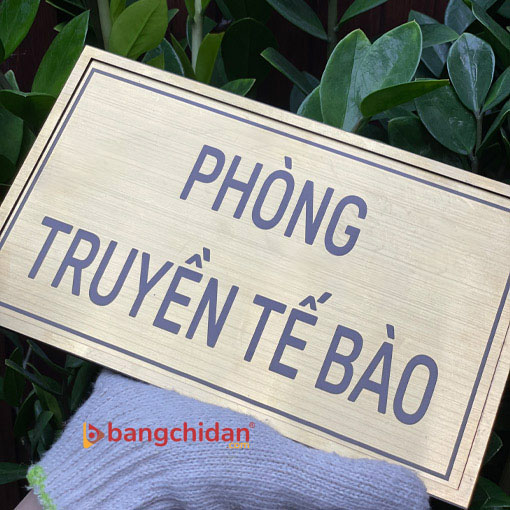 PHÒNG
TRUYỀN TẾ BÀO
bangchidan®